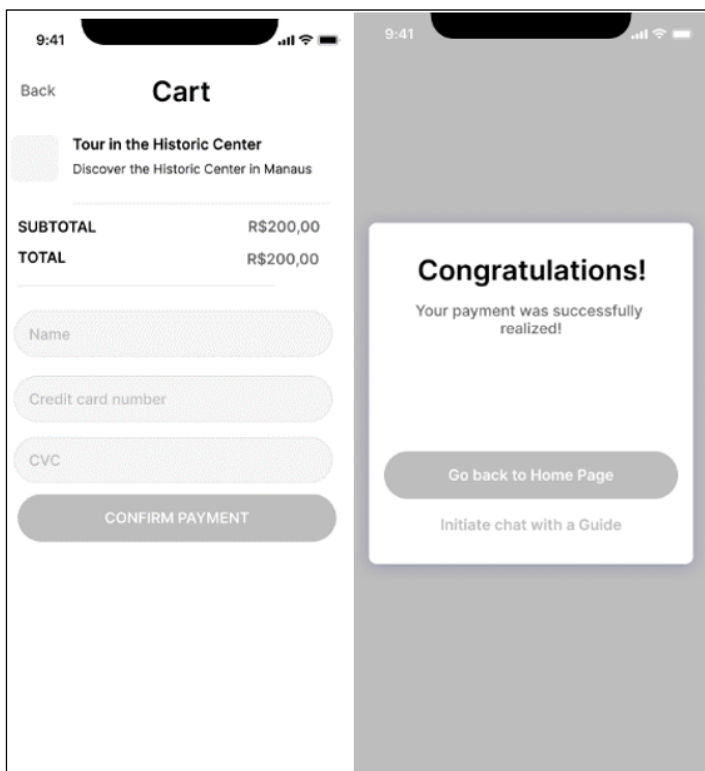 9:41
Back
Cart
Tour in the Historic Center
Discover the Historic Center in Manaus
SUBTOTAL R$200,00
TOTAL R$200,00
Name
Credit card number
CVC
CONFIRM PAYMENT
9:41
Congratulations!
Your payment was successfully
realized!
Go back to Home Page
Initiate chat with a Guide